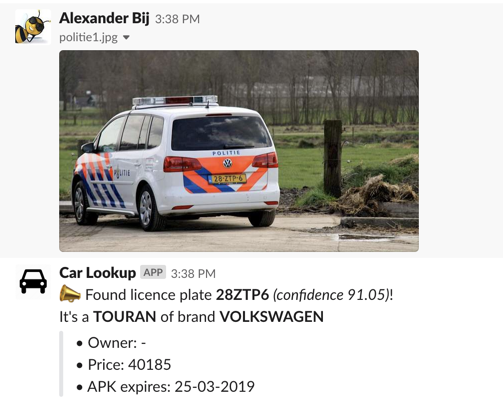 Alexander Bij 3:38 PM
politie1.jpg
POLITIE
POLITIE
28-ZTP-6
Car Lookup APP 3:38 PM
Found licence plate 28ZTP6 (confidence 91.05)!
It's a TOURAN of brand VOLKSWAGEN
• Owner: -
• Price: 40185
• APK expires: 25-03-2019